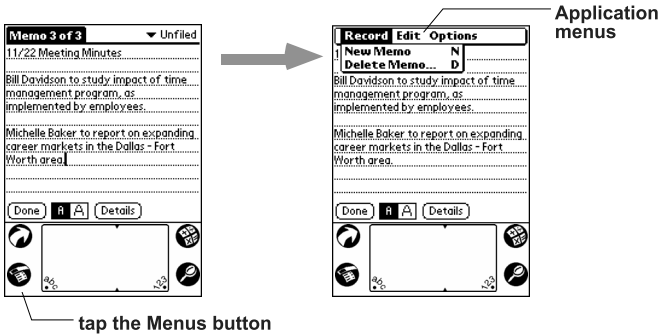 Memo 3 of 3 Unfiled
11/22 Meeting Minutes
Bill Davidson to study impact of time
management program, as
implemented by employees.
Michelle Baker to report on expanding
career markets in the Dallas - Fort
Worth area.
Done A A Details
abc 123
tap the Menus button
Application
menus
Record Edit Options
1
New Memo N
Delete Memo... D
Bill Davidson to study impact of time
management program, as
implemented by employees.
Michelle Baker to report on expanding
career markets in the Dallas - Fort
Worth area.
Done A A Details
abc 123